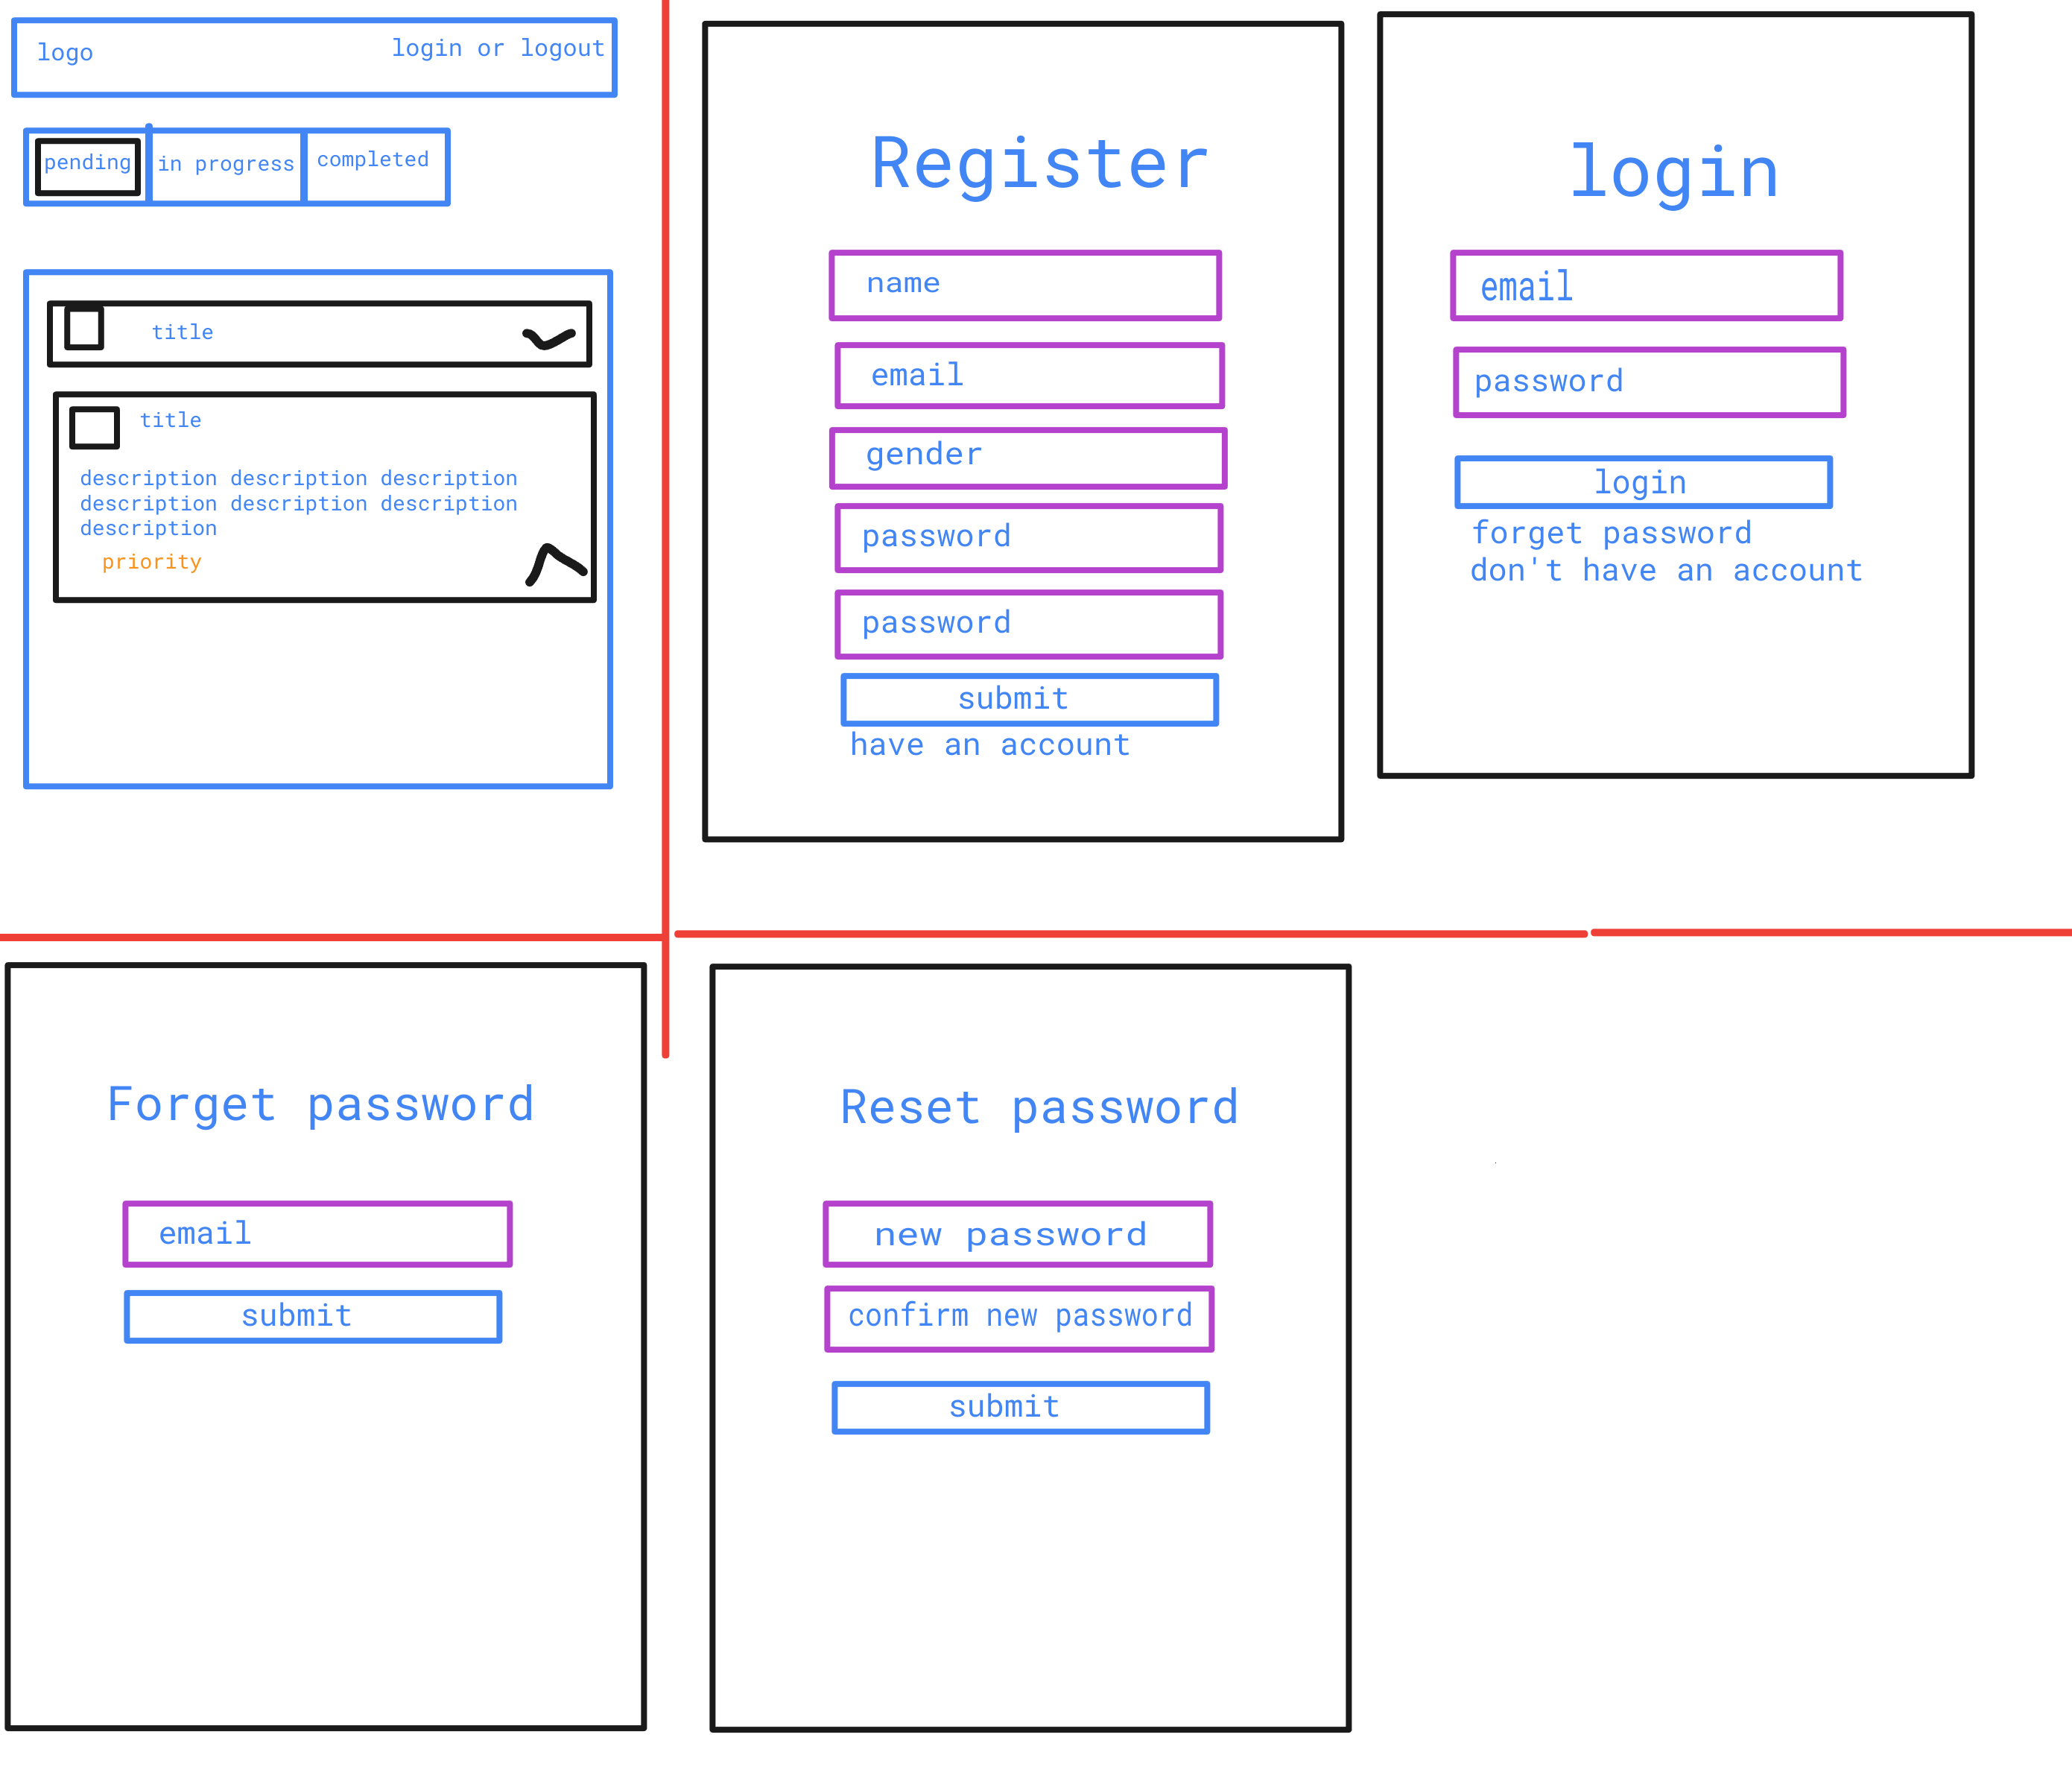 logo
login or logout
pending
in progress
completed
title
title
description description description
description description description
description
priority
Register
name
email
gender
password
password
submit
have an account
login
email
password
login
forget password
don't have an account
Forget password
email
submit
Reset password
new password
confirm new password
submit